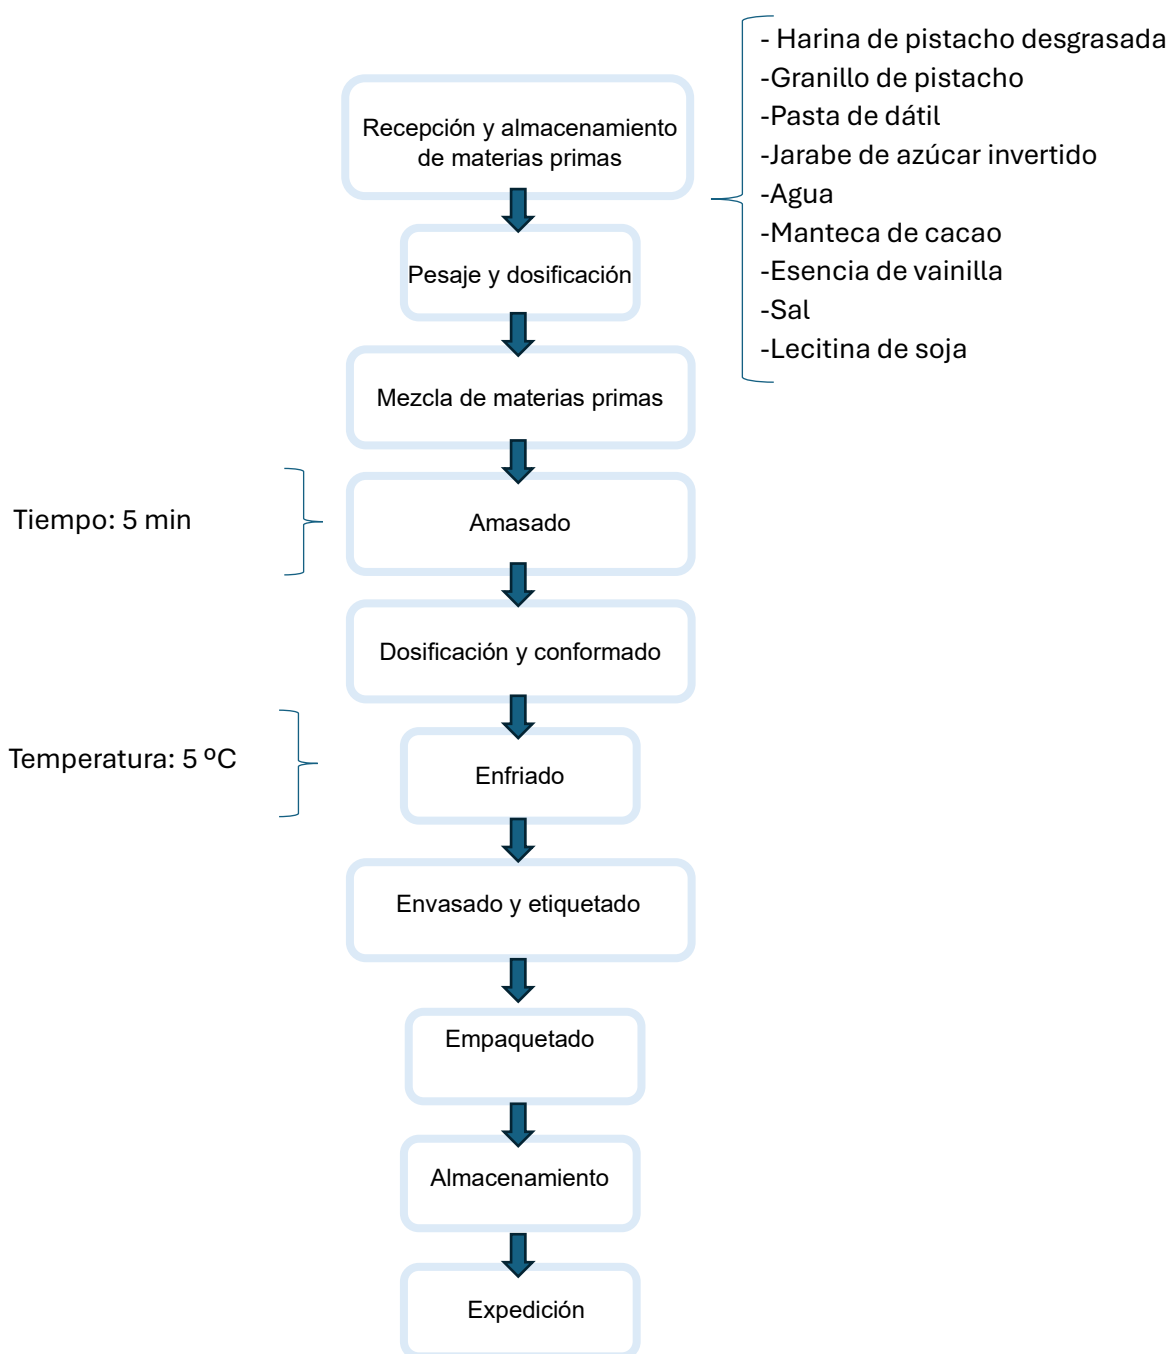 - Harina de pistacho desgrasada
-Granillo de pistacho
-Pasta de dátil
-Jarabe de azúcar invertido
-Agua
-Manteca de cacao
-Esencia de vainilla
-Sal
-Lecitina de soja
Recepción y almacenamiento
de materias primas
Pesaje y dosificación
Mezcla de materias primas
Tiempo: 5 min
Amasado
Dosificación y conformado
Temperatura: 5 ºC
Enfriado
Envasado y etiquetado
Empaquetado
Almacenamiento
Expedición